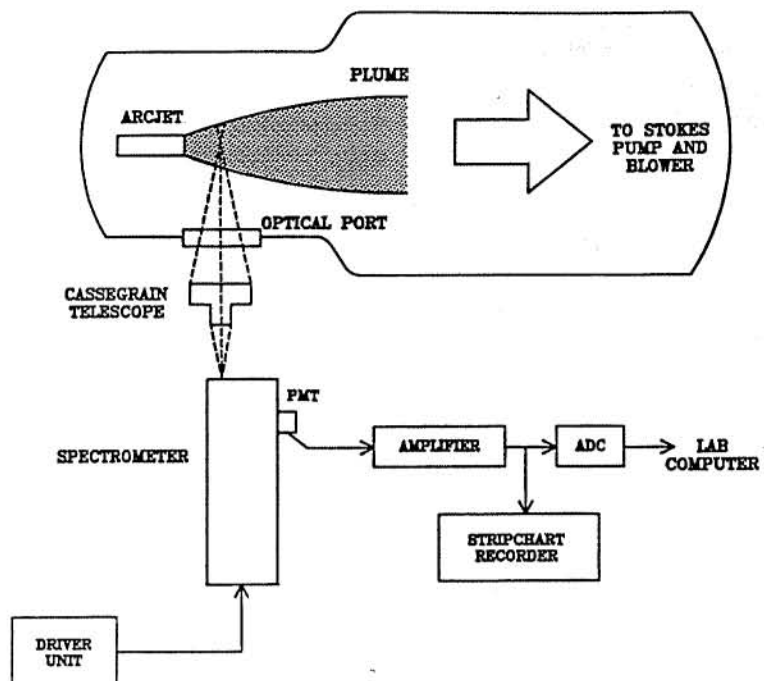 PLUME
ARCJET
TO STOKES
PUMP AND
BLOWER
OPTICAL PORT
CASSEGRAIN
TELESCOPE
PMT
SPECTROMETER
AMPLIFIER
ADC
LAB
COMPUTER
STRIPCHART
RECORDER
DRIVER
UNIT